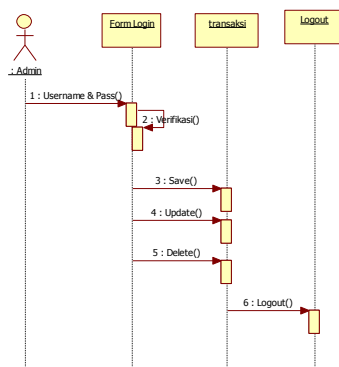 Form Login
transaksi
Logout
: Admin
1 : Username & Pass()
2 : Verifikasi()
3 : Save()
4 : Update()
5 : Delete()
6 : Logout()